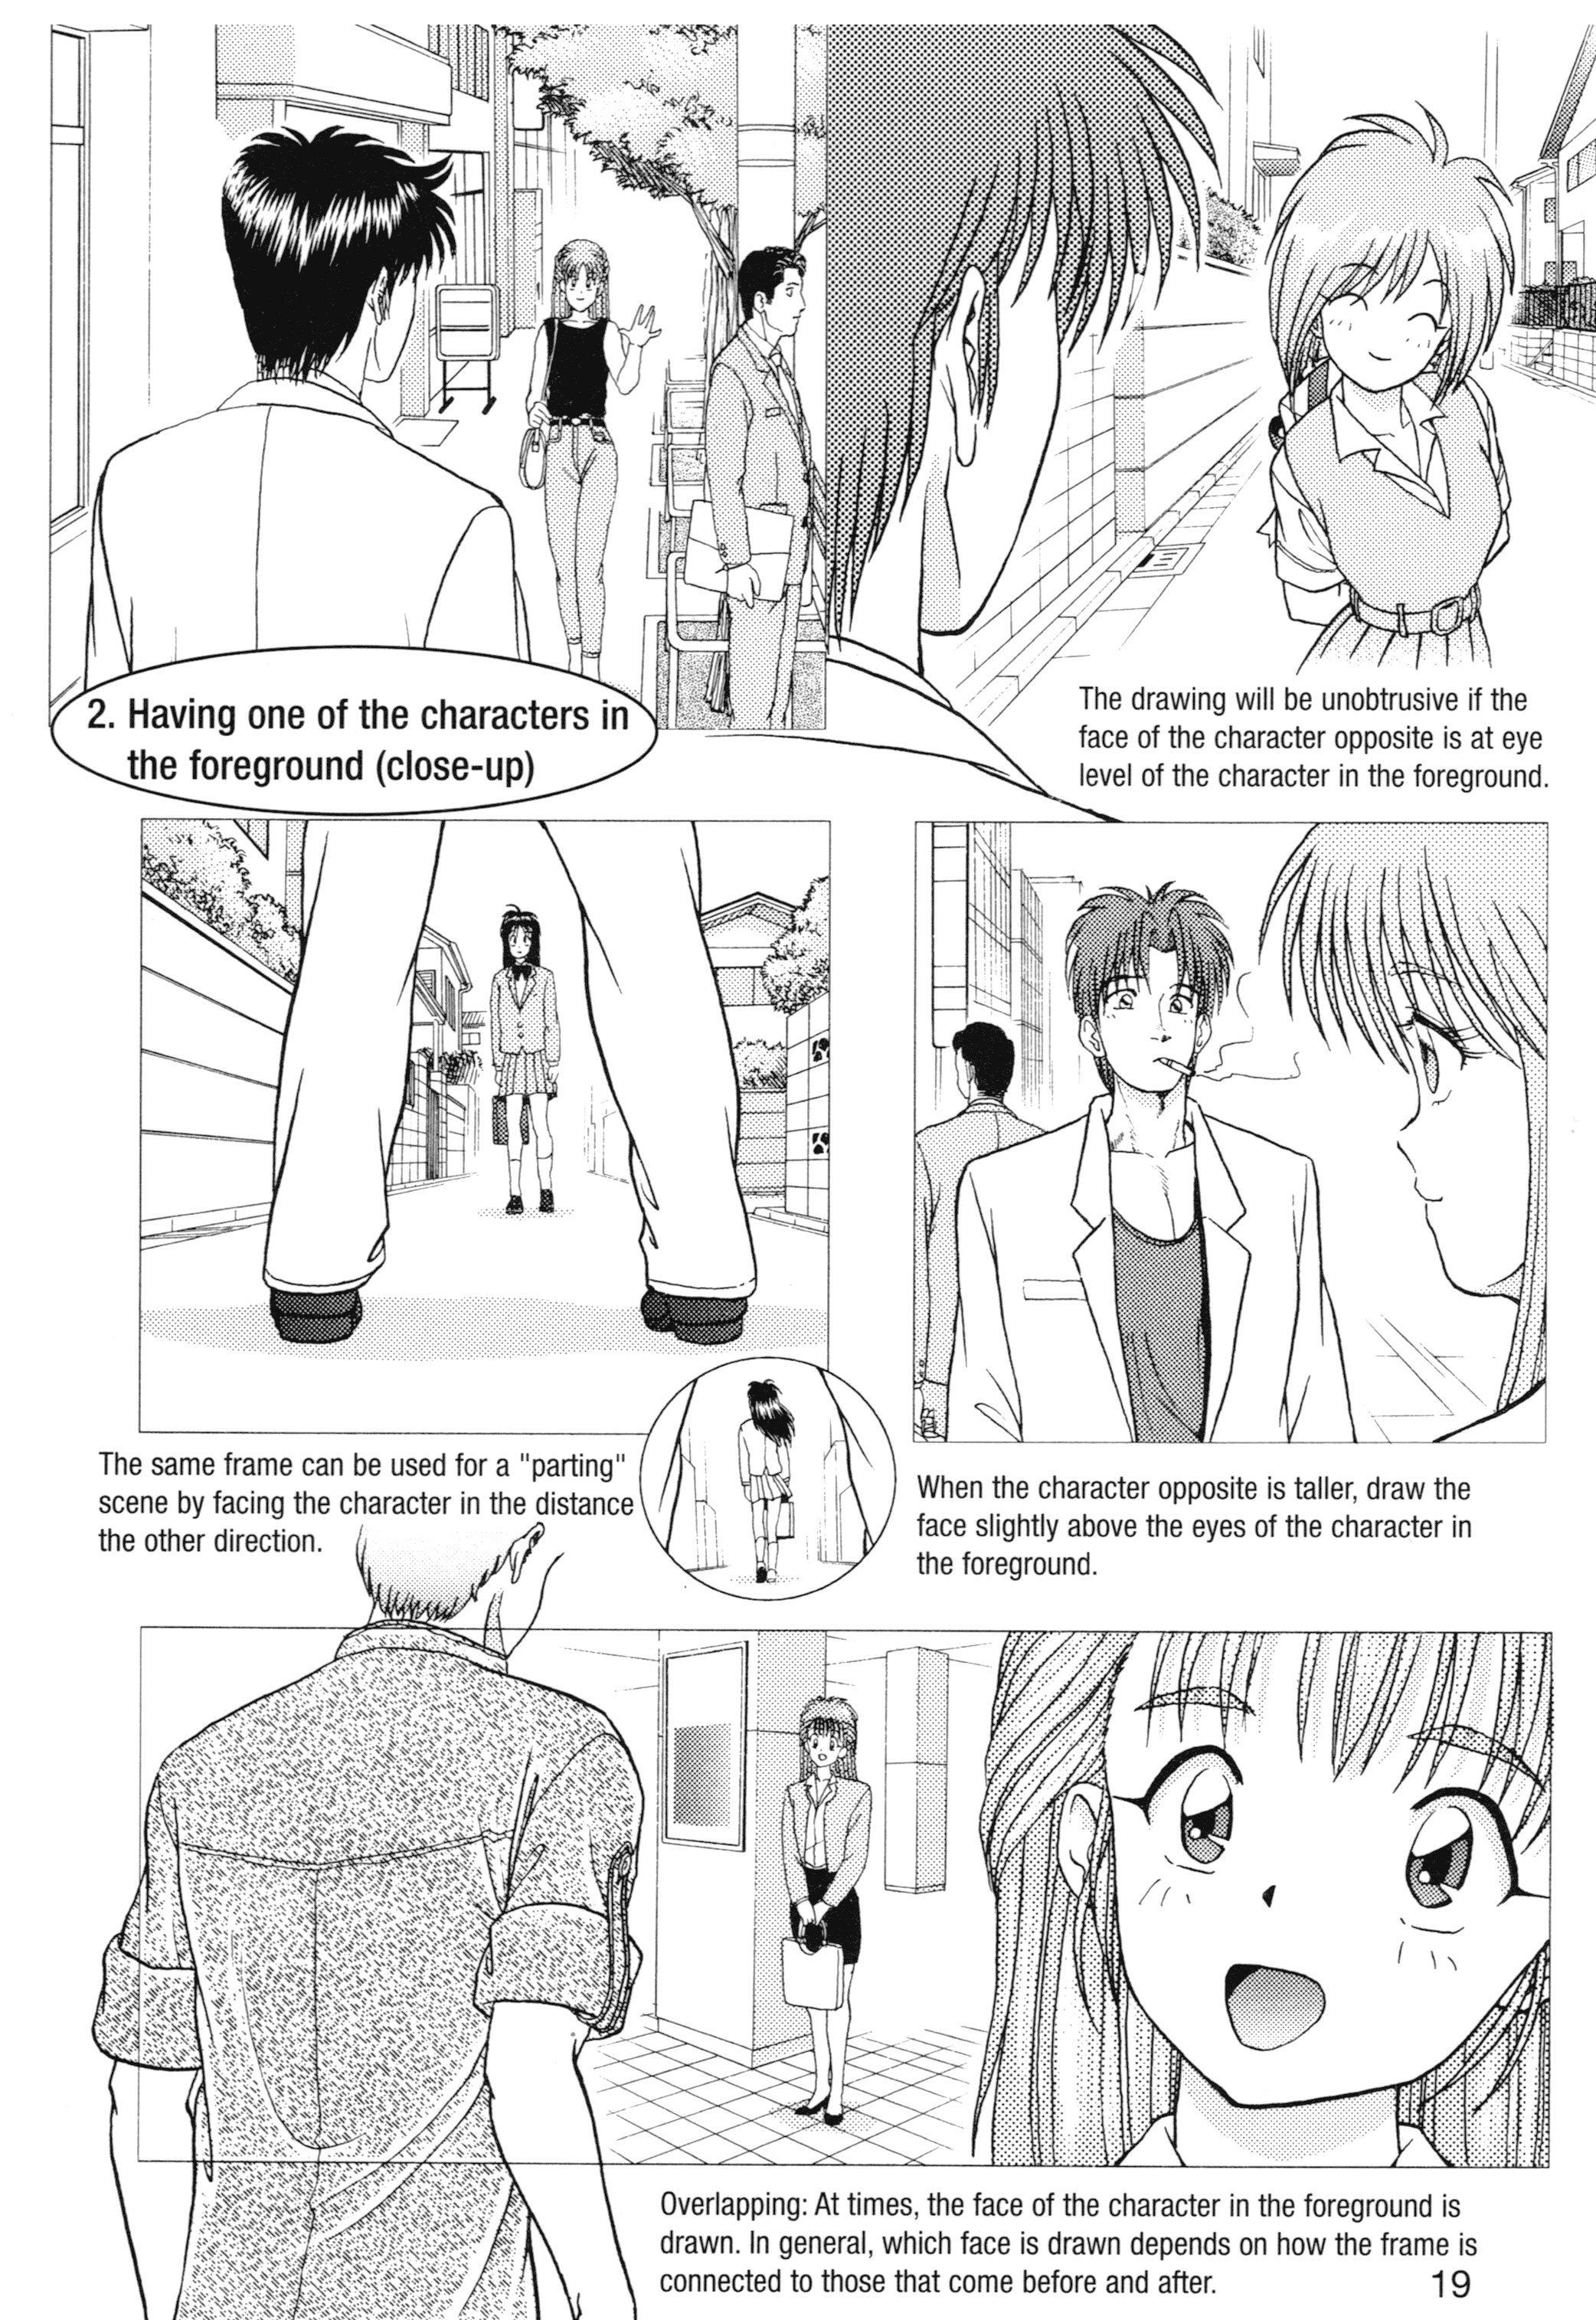 2. Having one of the characters in
the foreground (close-up)
The drawing will be unobtrusive if the
face of the character opposite is at eye
level of the character in the foreground.
The same frame can be used for a "parting"
scene by facing the character in the distance
the other direction.
When the character opposite is taller, draw the
face slightly above the eyes of the character in
the foreground.
Overlapping: At times, the face of the character in the foreground is
drawn. In general, which face is drawn depends on how the frame is
connected to those that come before and after.
19